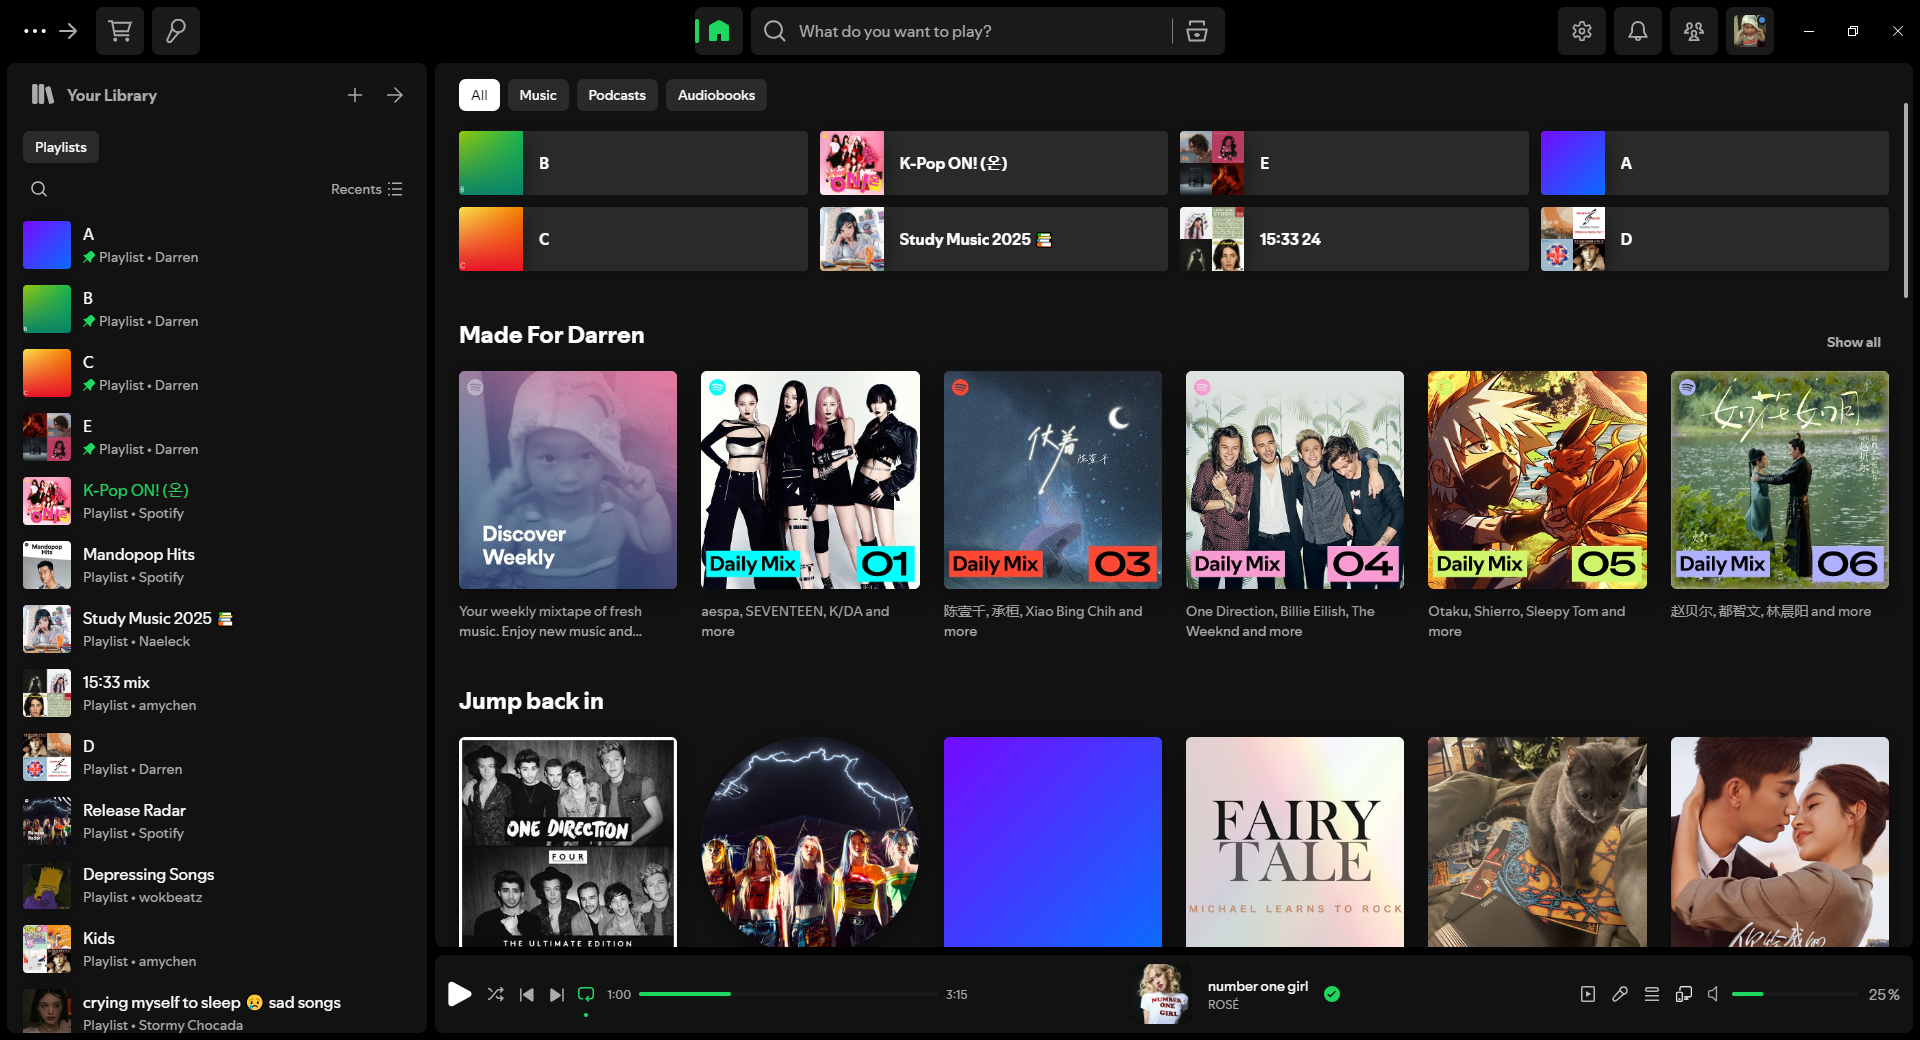 What do you want to play?
Your Library
Playlists
Recents
A
Playlist • Darren
B
Playlist • Darren
C
Playlist • Darren
E
Playlist • Darren
K-Pop ON! (온)
Playlist • Spotify
Mandopop Hits
Playlist • Spotify
Study Music 2025 📚
Playlist • Naeleck
15:33 mix
Playlist • amychen
D
Playlist • Darren
Release Radar
Playlist • Spotify
Depressing Songs
Playlist • wokbeatz
Kids
Playlist • amychen
crying myself to sleep 😥 sad songs
Playlist • Stormy Chocada
All
Music
Podcasts
Audiobooks
B
K-Pop ON! (온)
E
A
C
Study Music 2025 📚
15:33 24
D
Made For Darren
Show all
Discover
Weekly
Daily Mix 01
Daily Mix 03
Daily Mix 04
Daily Mix 05
Daily Mix 06
Your weekly mixtape of fresh
music. Enjoy new music and...
aespa, SEVENTEEN, K/DA and
more
陈壹千, 承桓, Xiao Bing Chih and
more
One Direction, Billie Eilish, The
Weeknd and more
Otaku, Shierro, Sleepy Tom and
more
赵贝尔, 都智文, 林晨阳 and more
Jump back in
ONE DIRECTION
FOUR
THE ULTIMATE EDITION
FAIRY
TALE
MICHAEL LEARNS TO ROCK
1:00
3:15
NUMBER
ONE
GIRL
number one girl
ROSÉ
25%